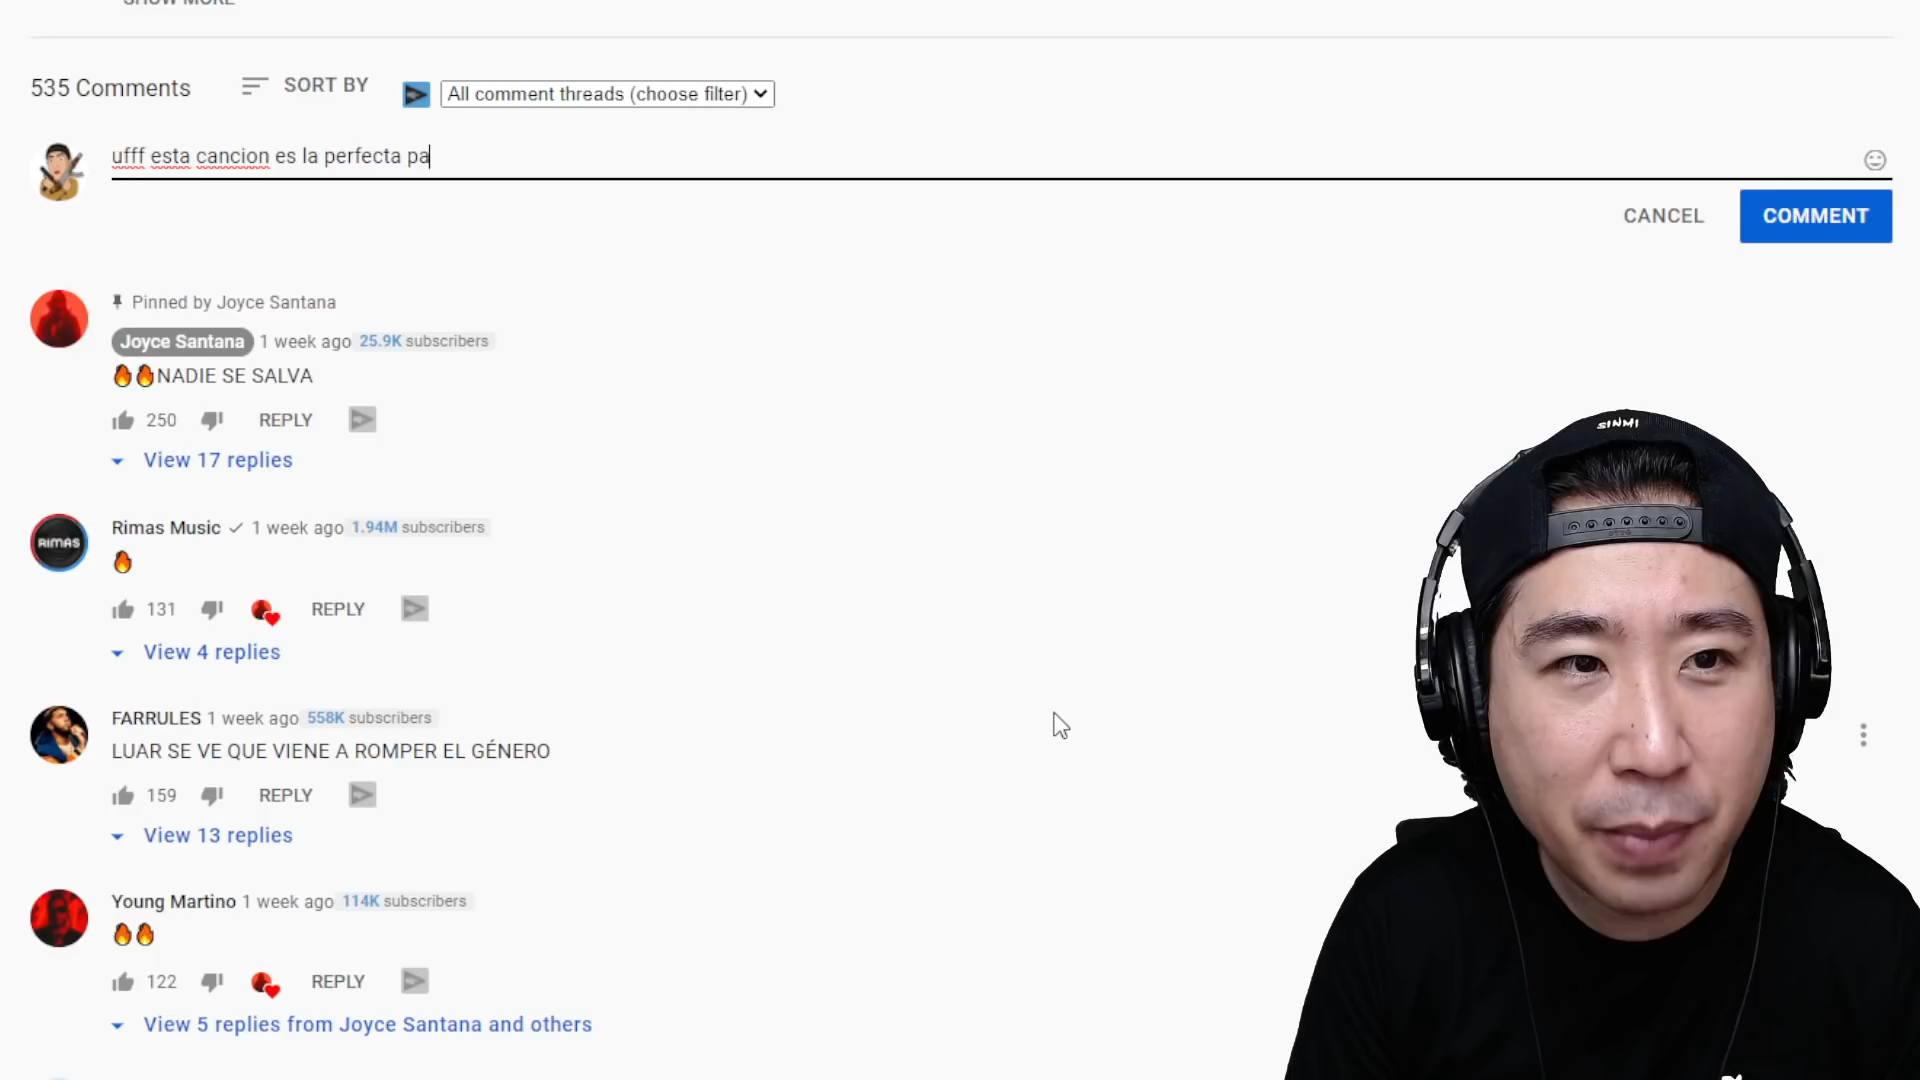 SHOW MORE
535 Comments
SORT BY
All comment threads (choose filter)
ufff esta cancion es la perfecta pa
CANCEL
COMMENT
Pinned by Joyce Santana
Joyce Santana 1 week ago 25.9K subscribers
🔥🔥NADIE SE SALVA
250 REPLY
View 17 replies
RIMAS
Rimas Music 1 week ago 1.94M subscribers
🔥
131 REPLY
View 4 replies
FARRULES 1 week ago 558K subscribers
LUAR SE VE QUE VIENE A ROMPER EL GÉNERO
159 REPLY
View 13 replies
Young Martino 1 week ago 114K subscribers
🔥🔥
122 REPLY
View 5 replies from Joyce Santana and others
SINMI